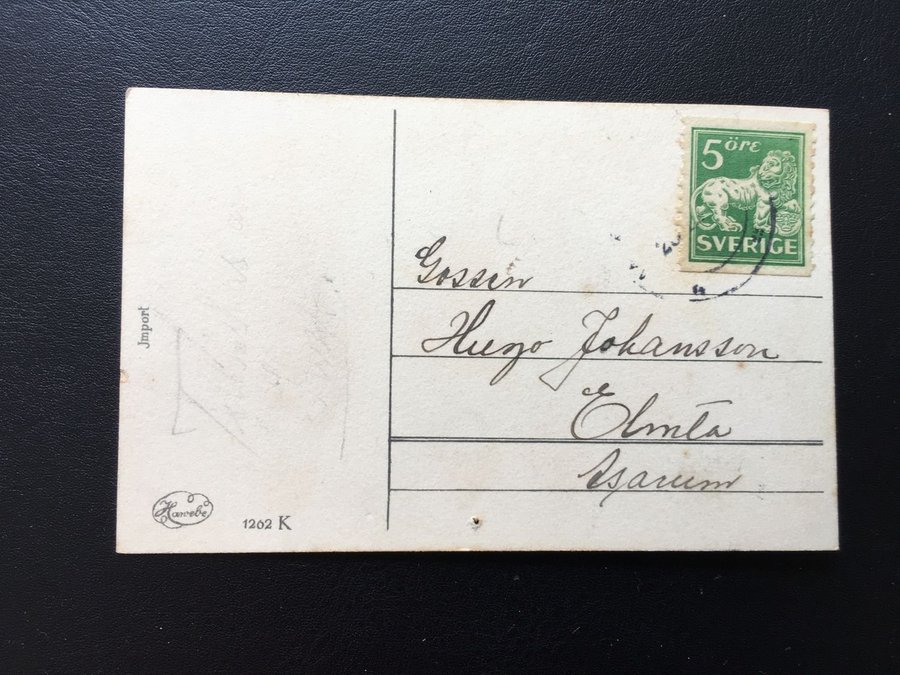 5 öre
SVERIGE
Gossen
Hugo Johansson
Elmta
Asarum
Jmport
Hawebe
1262 K